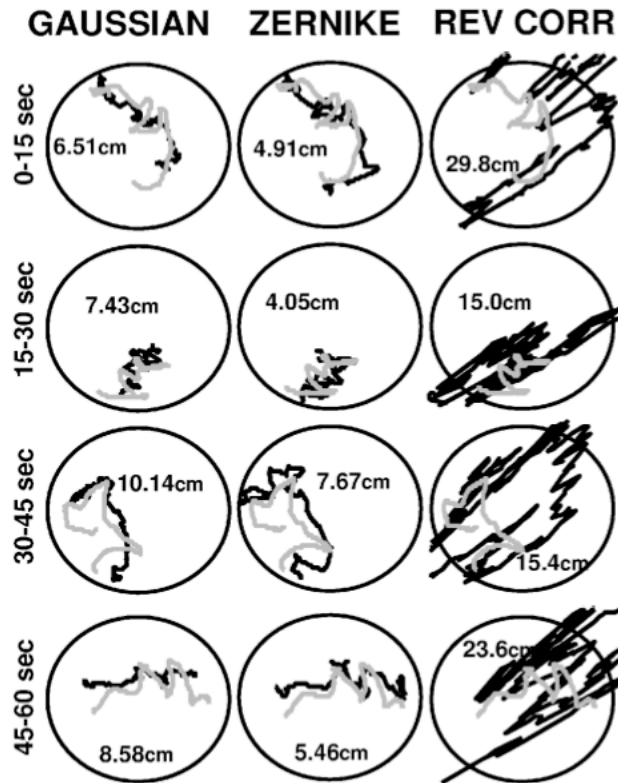 GAUSSIAN ZERNIKE REV CORR
0-15 sec
6.51cm 4.91cm 29.8cm
15-30 sec
7.43cm 4.05cm 15.0cm
30-45 sec
10.14cm 7.67cm 15.4cm
45-60 sec
8.58cm 5.46cm 23.6cm